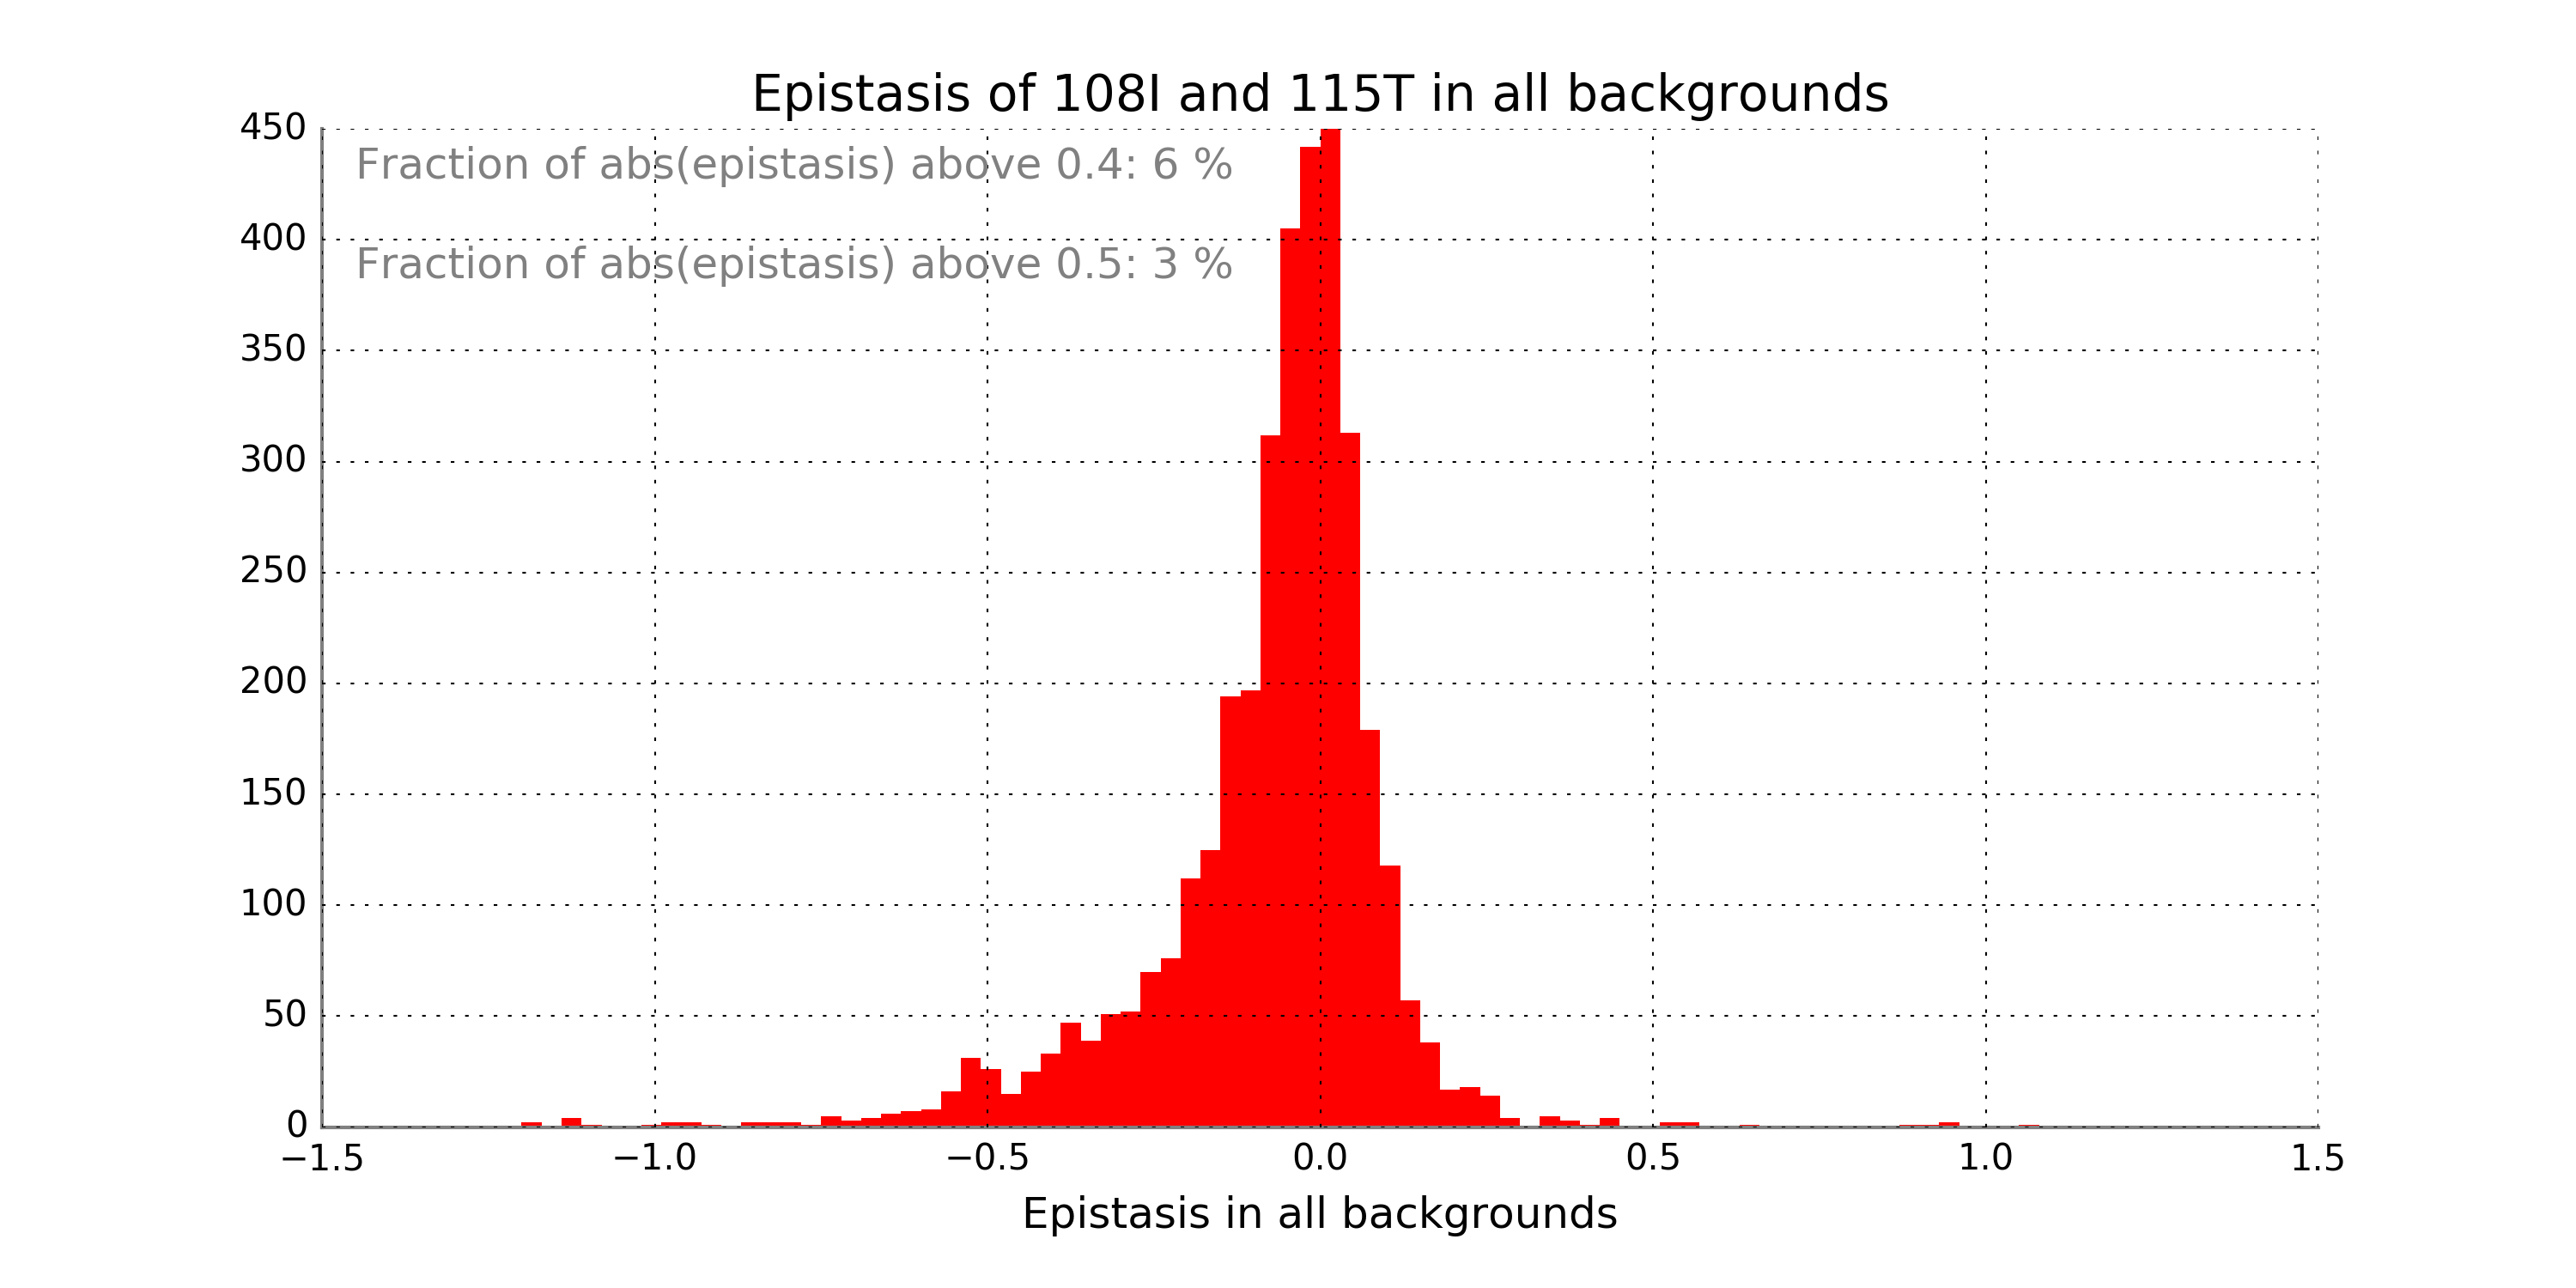 Epistasis of 108I and 115T in all backgrounds
450
Fraction of abs(epistasis) above 0.4: 6 %
400
Fraction of abs(epistasis) above 0.5: 3 %
350
300
250
200
150
100
50
0
−1.5 −1.0 −0.5 0.0 0.5 1.0 1.5
Epistasis in all backgrounds